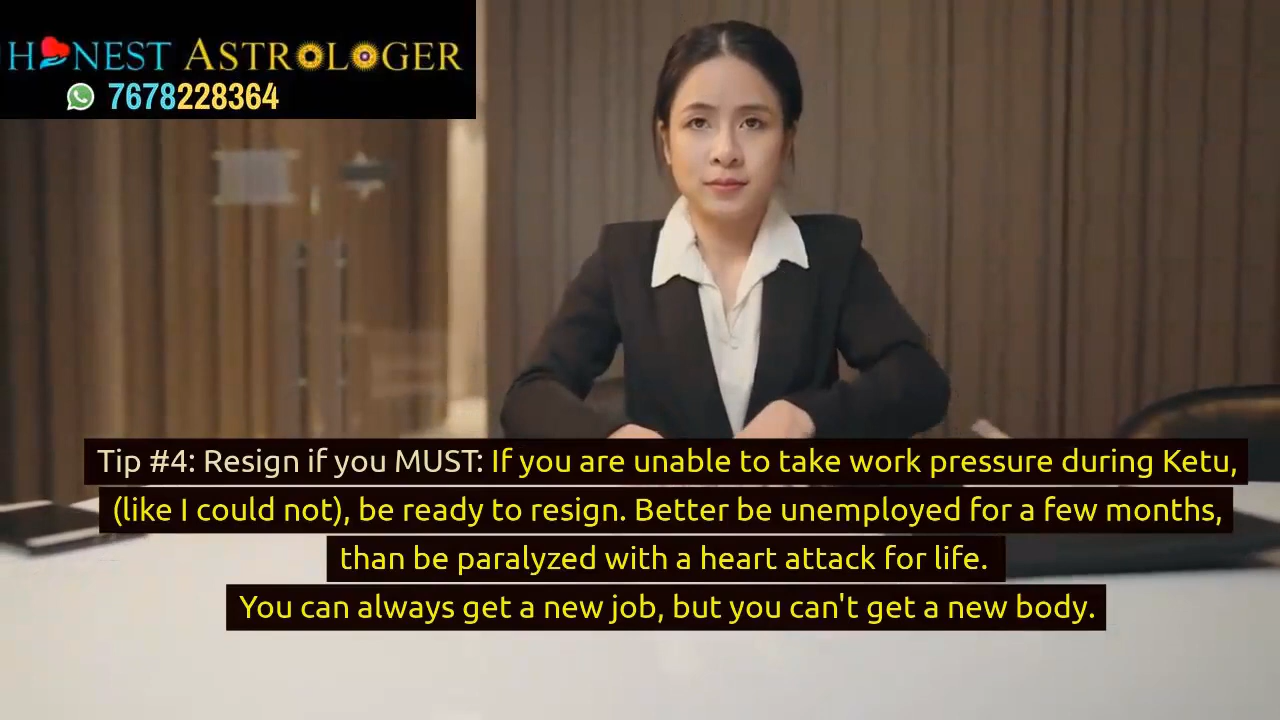 HONEST ASTROLOGER
7678228364
Tip #4: Resign if you MUST: If you are unable to take work pressure during Ketu,
(like I could not), be ready to resign. Better be unemployed for a few months,
than be paralyzed with a heart attack for life.
You can always get a new job, but you can't get a new body.